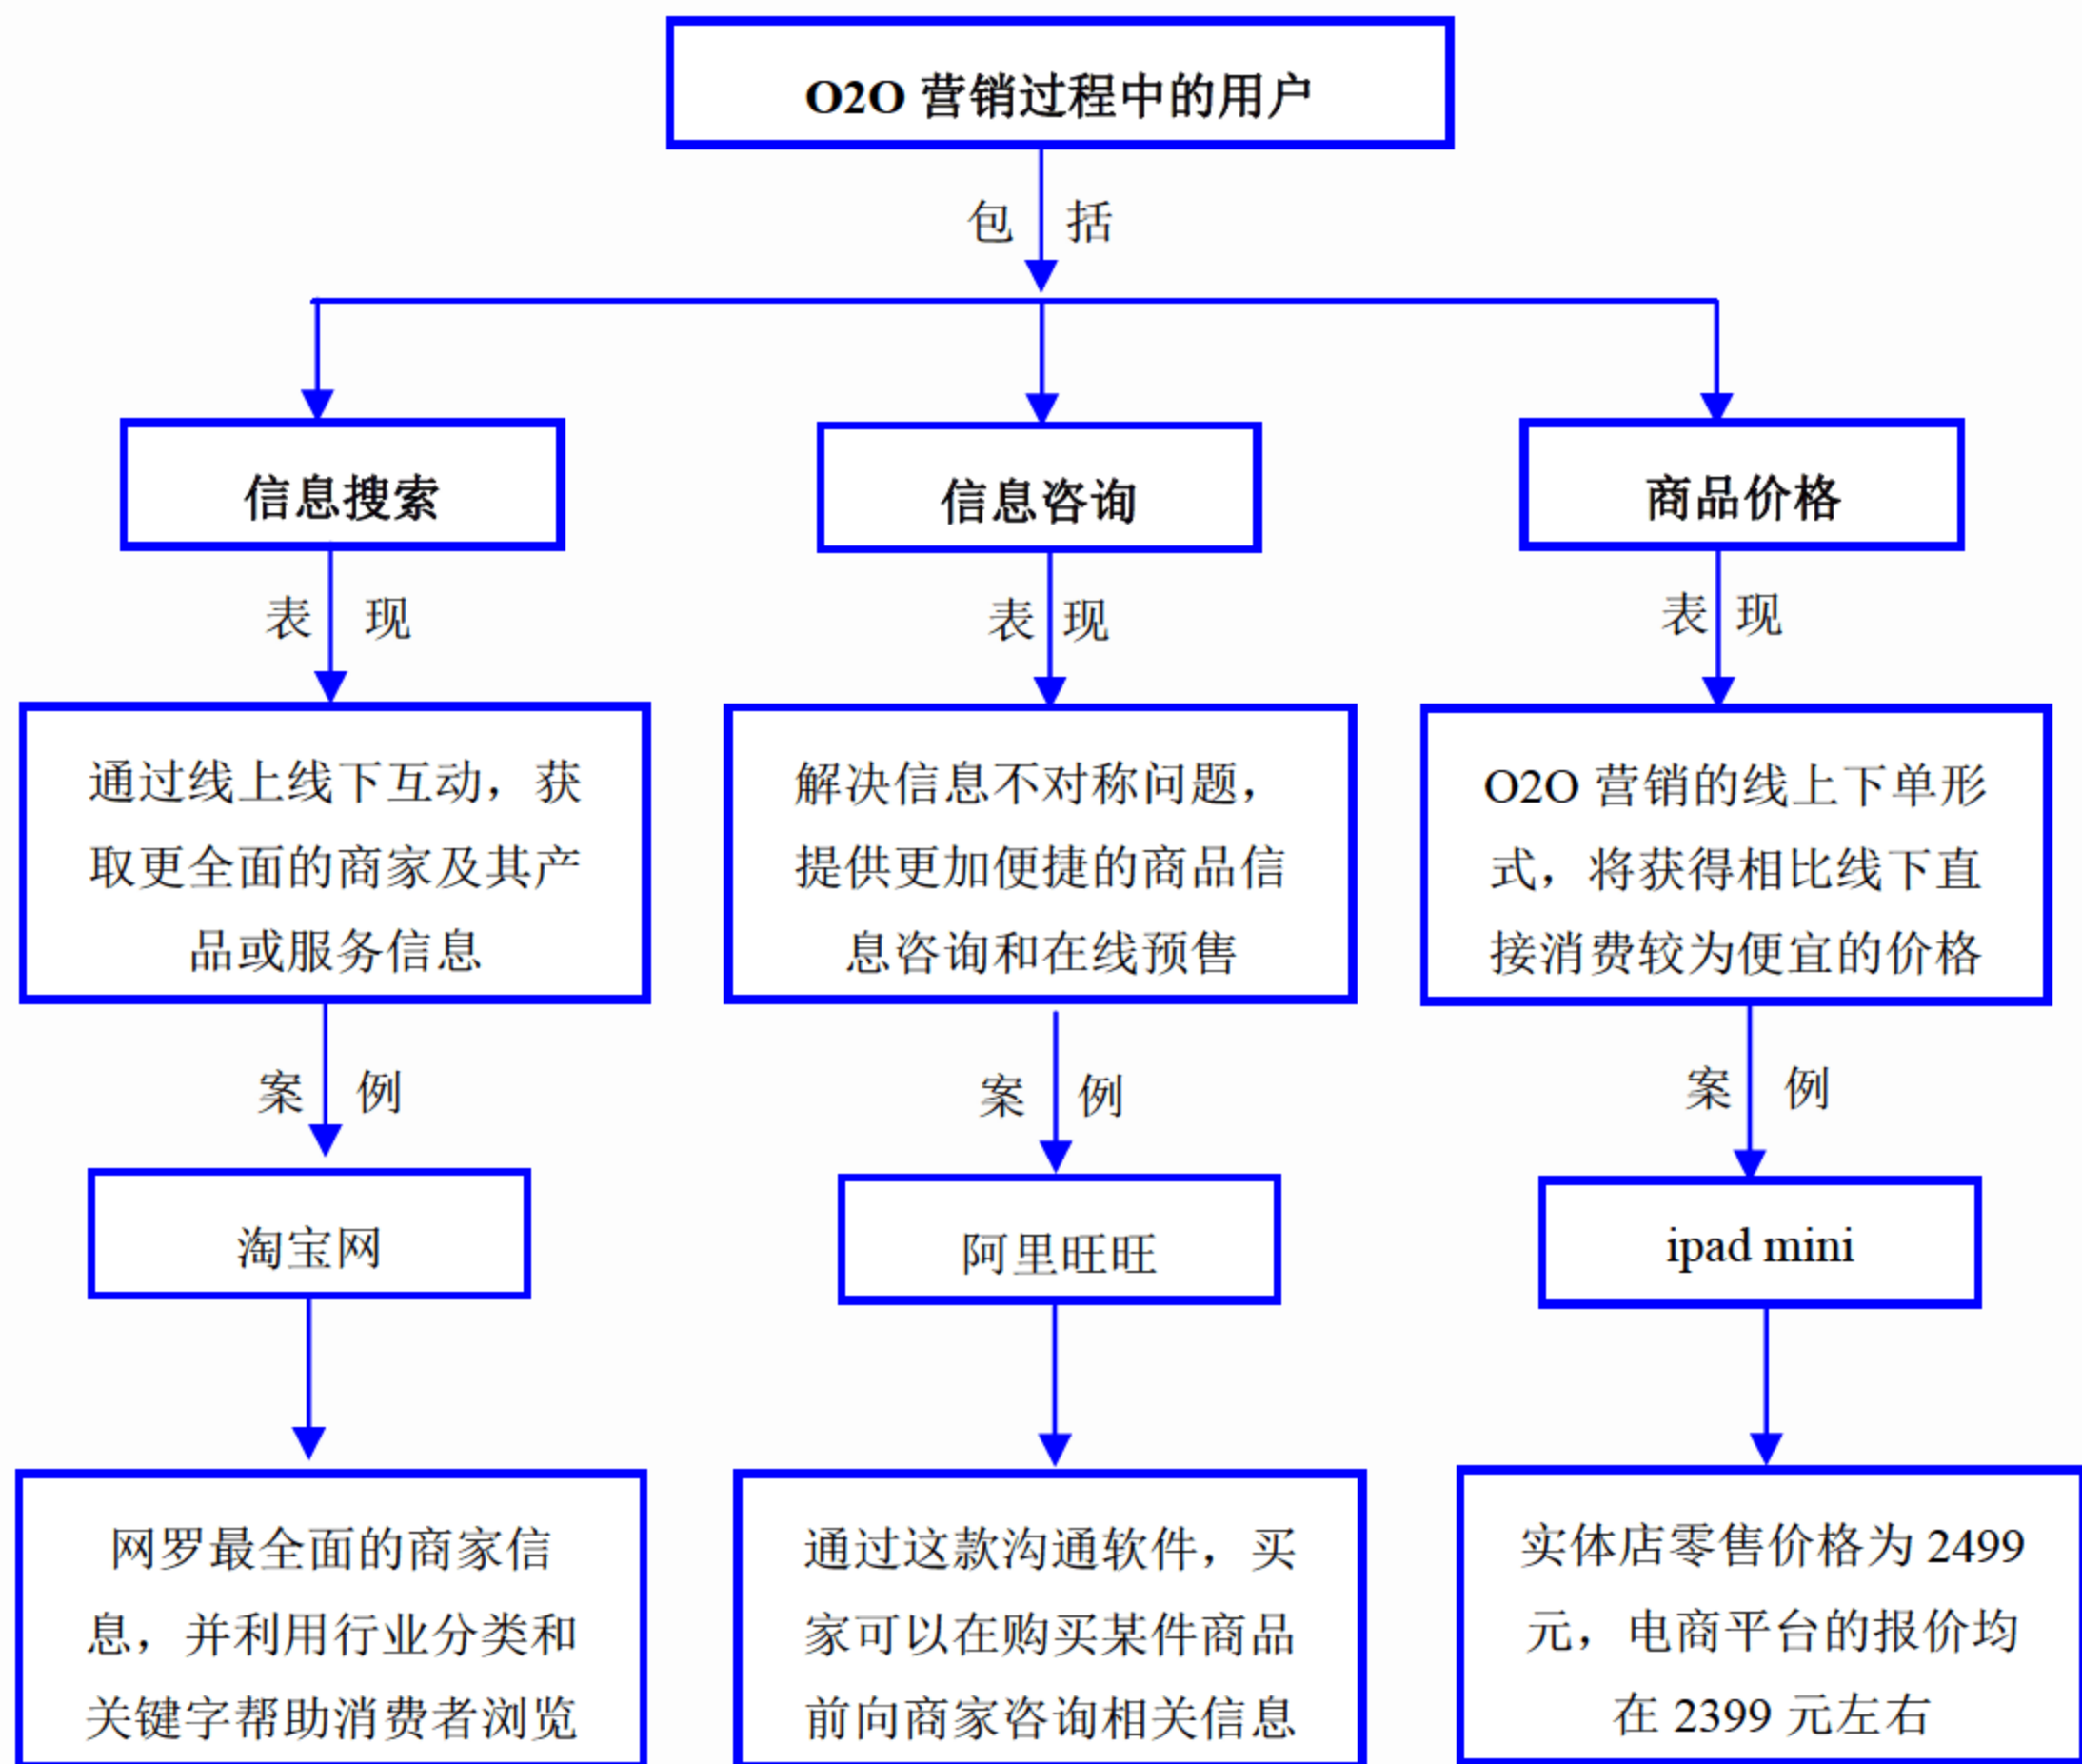 O2O 营销过程中的用户
包 括
信息搜索
信息咨询
商品价格
表 现
表 现
表 现
通过线上线下互动，获
取更全面的商家及其产
品或服务信息
解决信息不对称问题，
提供更加便捷的商品信
息咨询和在线预售
O2O 营销的线上下单形
式，将获得相比线下直
接消费较为便宜的价格
案 例
案 例
案 例
淘宝网
阿里旺旺
ipad mini
网罗最全面的商家信
息，并利用行业分类和
关键字帮助消费者浏览
通过这款沟通软件，买
家可以在购买某件商品
前向商家咨询相关信息
实体店零售价格为 2499
元，电商平台的报价均
在 2399 元左右